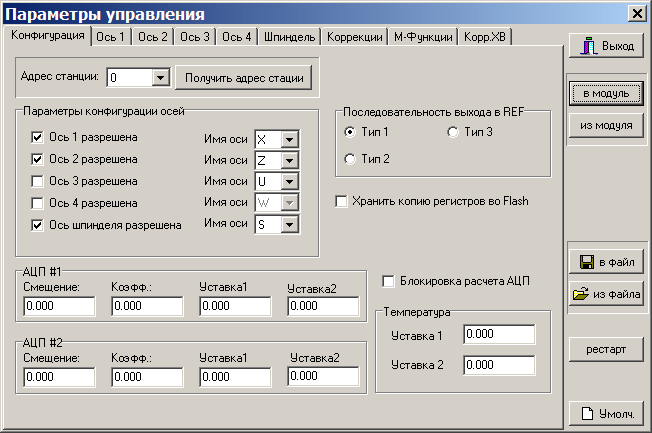 Параметры управления
Конфигурация Ось 1 Ось 2 Ось 3 Ось 4 Шпиндель Коррекции М-Функции Корр.ХВ
Адрес станции: 0 Получить адрес стации
Параметры конфигурации осей
Ось 1 разрешена Имя оси X
Ось 2 разрешена Имя оси Z
Ось 3 разрешена Имя оси U
Ось 4 разрешена Имя оси W
Ось шпинделя разрешена Имя оси S
Последовательность выхода в REF
Тип 1 Тип 3
Тип 2
Хранить копию регистров во Flash
АЦП #1
Смещение: Коэфф.: Уставка1 Уставка2
0.000 0.000 0.000 0.000
АЦП #2
Смещение: Коэфф.: Уставка1 Уставка2
0.000 0.000 0.000 0.000
Блокировка расчета АЦП
Температура
Уставка 1 0.000
Уставка 2 0.000
Выход
в модуль
из модуля
в файл
из файла
рестарт
Умолч.